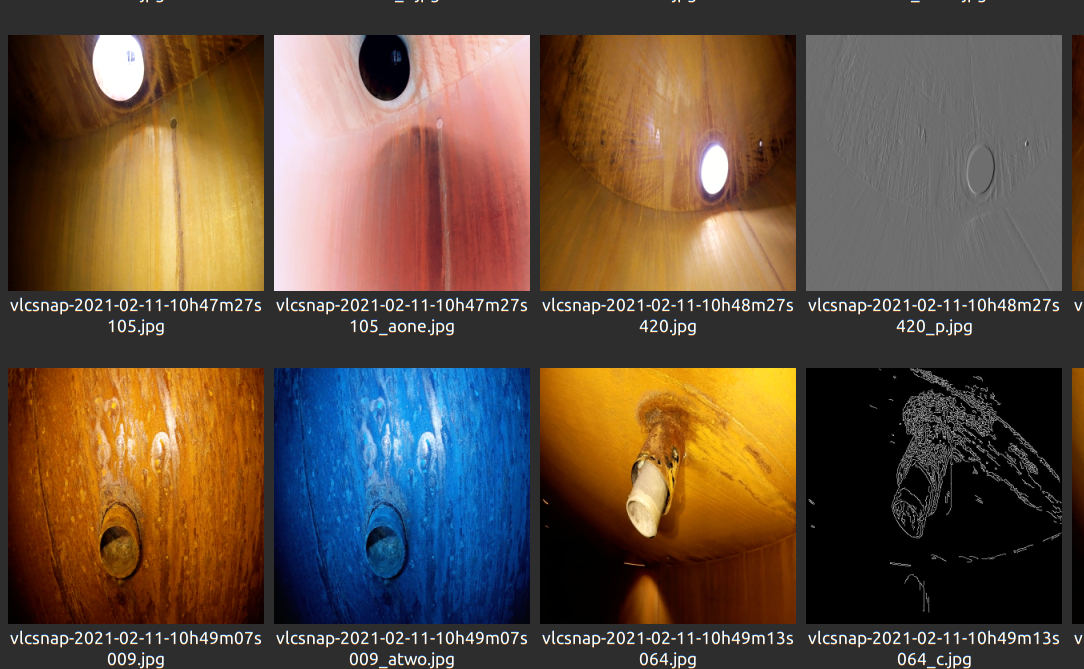 vlcsnap-2021-02-11-10h47m27s
105.jpg
vlcsnap-2021-02-11-10h47m27s
105_aone.jpg
vlcsnap-2021-02-11-10h48m27s
420.jpg
vlcsnap-2021-02-11-10h48m27s
420_p.jpg
vlcsnap-2021-02-11-10h49m07s
009.jpg
vlcsnap-2021-02-11-10h49m07s
009_atwo.jpg
vlcsnap-2021-02-11-10h49m13s
064.jpg
vlcsnap-2021-02-11-10h49m13s
064_c.jpg